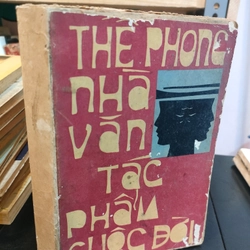 THẾ PHONG
nhà
văn
tác
phẩm
cuộc đời